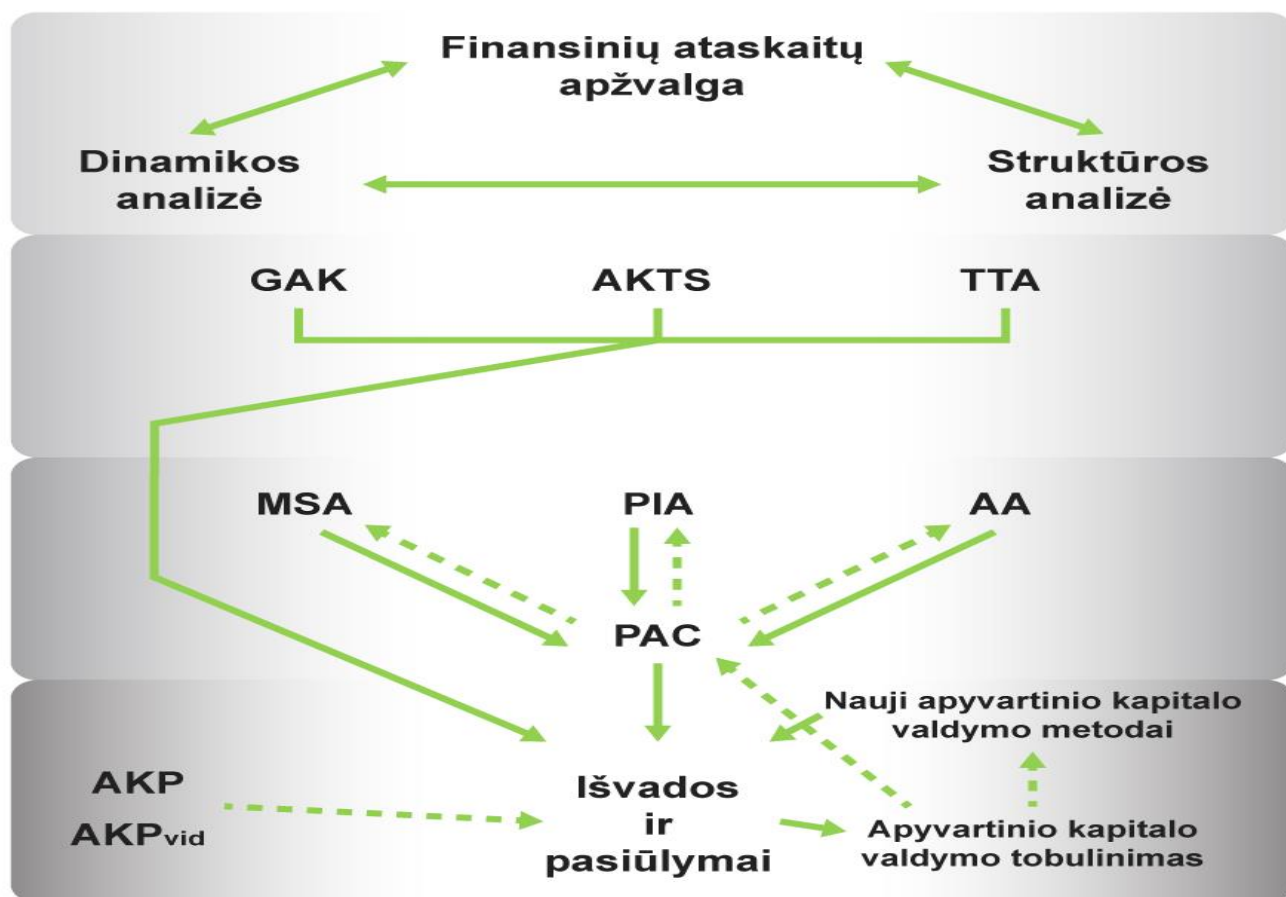 Finansinių ataskaitų
apžvalga
Dinamikos
analizė
Struktūros
analizė
GAK
AKTS
TTA
MSA
PIA
AA
PAC
Nauji apyvartinio kapitalo
valdymo metodai
AKP
AKPvid
Išvados
ir
pasiūlymai
Apyvartinio kapitalo
valdymo tobulinimas